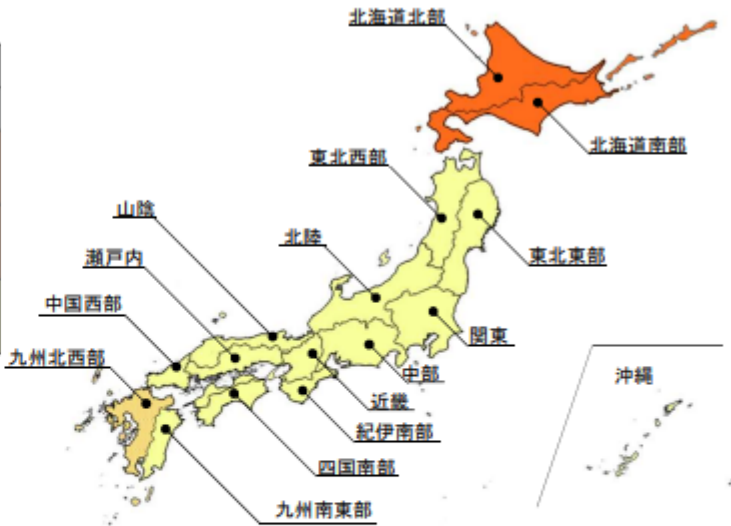 北海道北部
北海道南部
東北西部
山陰
北陸
東北東部
瀬戸内
中国西部
関東
九州北西部
中部
沖縄
近畿
紀伊南部
四国南部
九州南東部